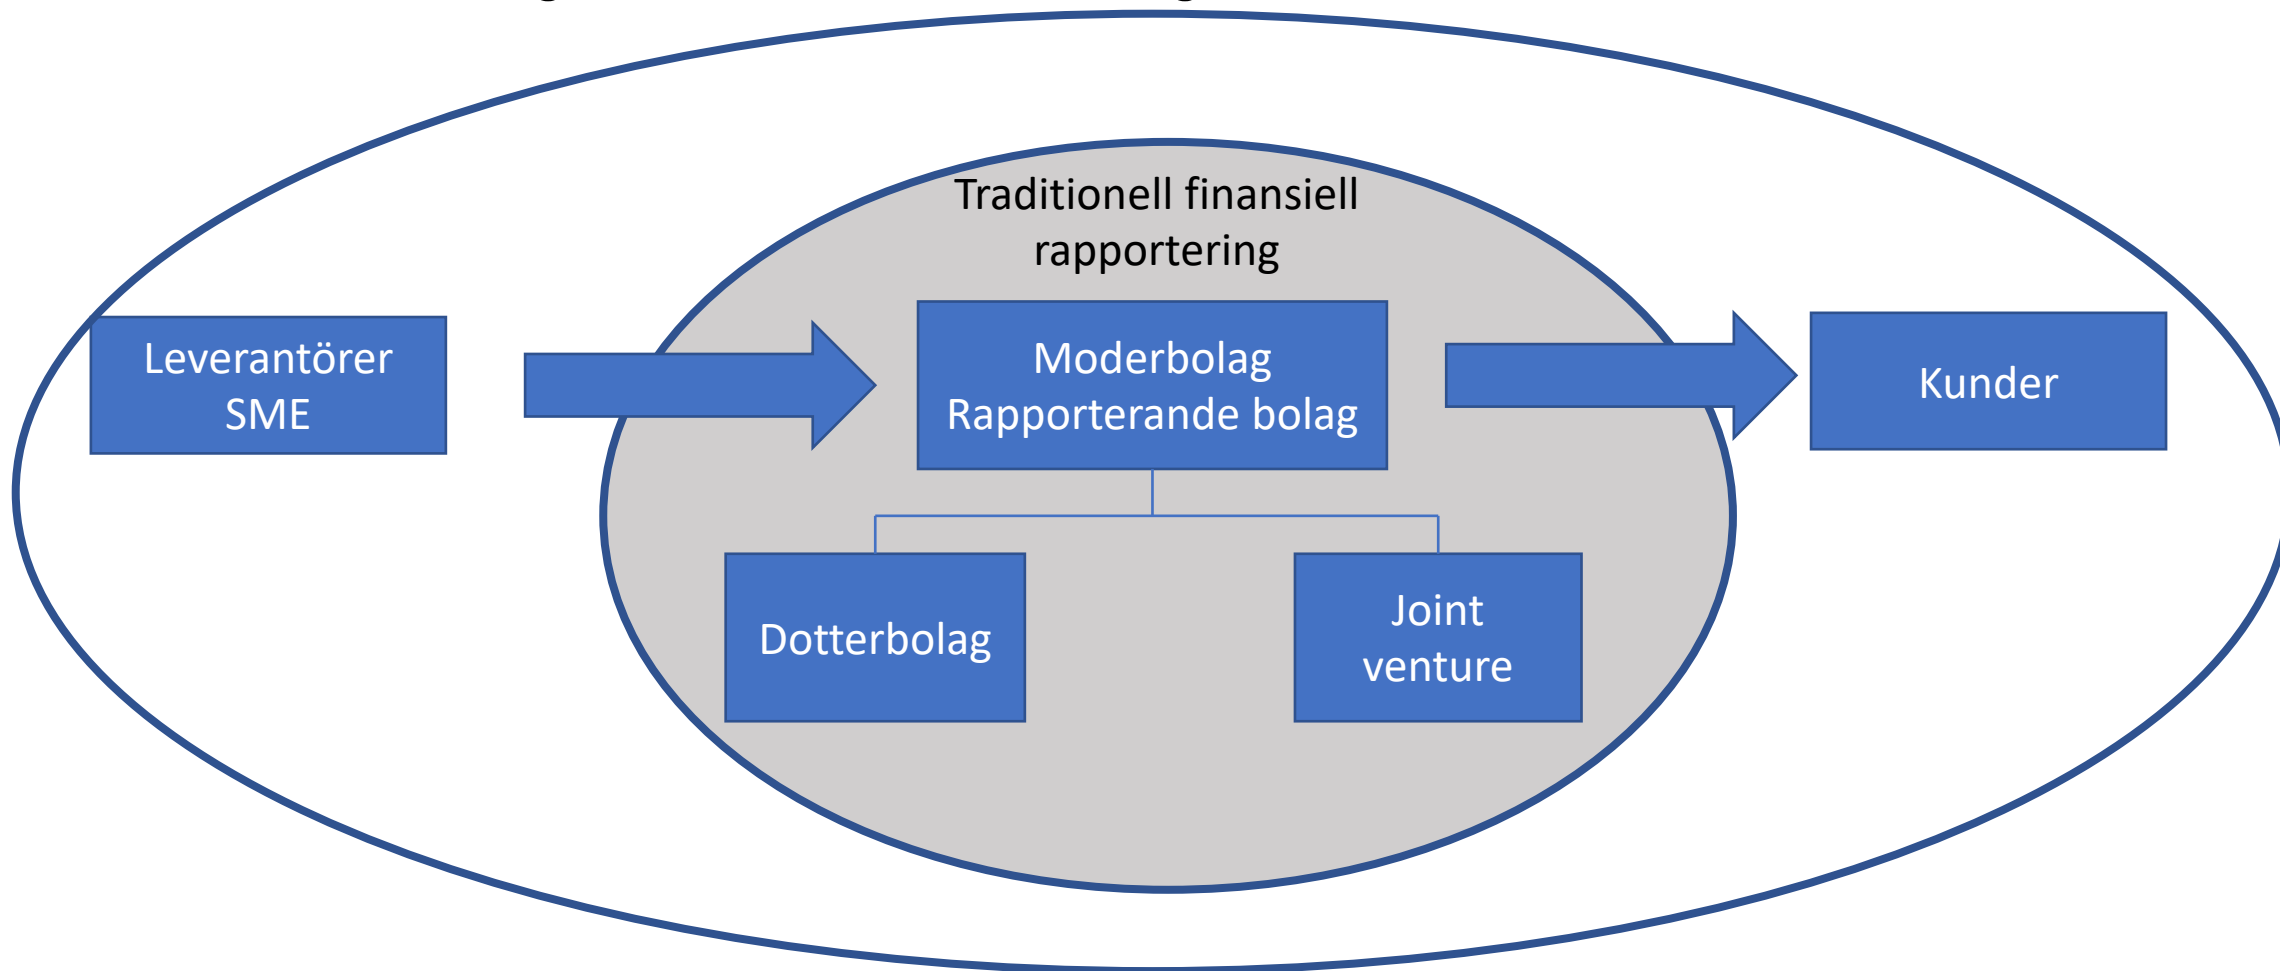 Traditionell finansiell
rapportering
Leverantörer
SME
Moderbolag
Rapporterande bolag
Kunder
Dotterbolag
Joint
venture